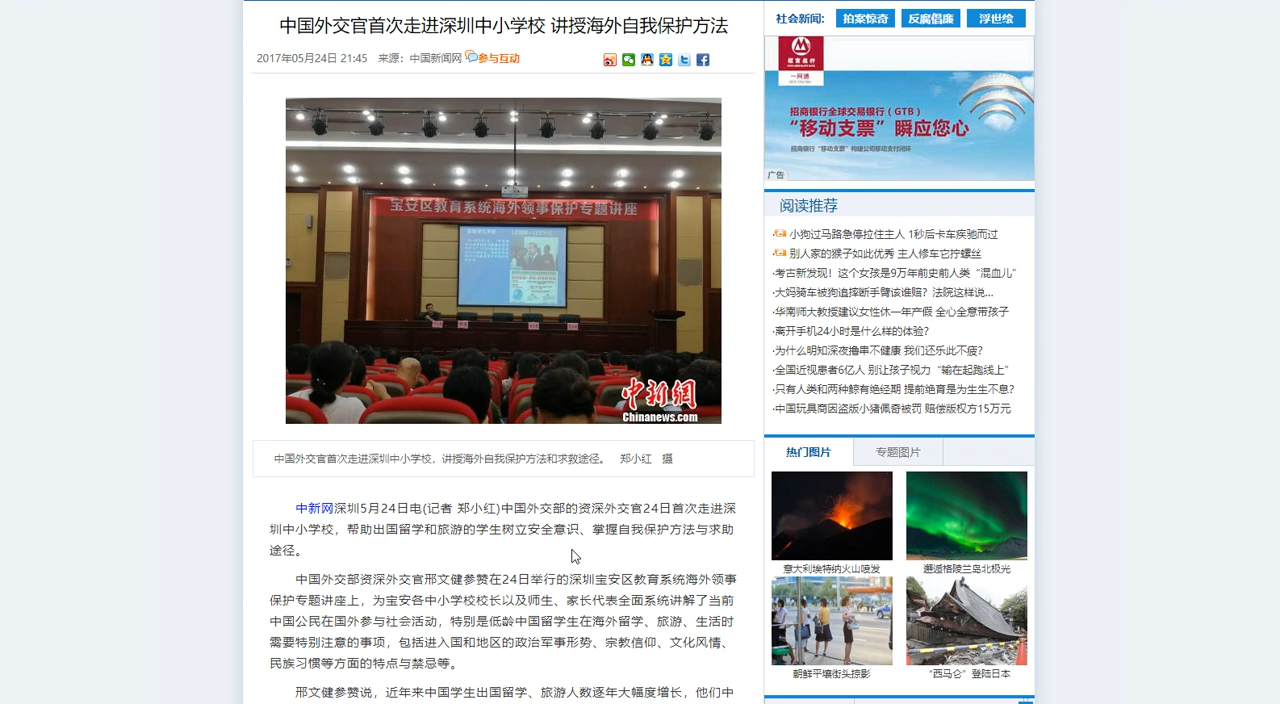 中国外交官首次走进深圳中小学校 讲授海外自我保护方法
2017年05月24日 21:45 来源：中国新闻网 参与互动
宝安区教育系统海外领事保护专题讲座
中新网
Chinanews.com
中国外交官首次走进深圳中小学校，讲授海外自我保护方法和求救途径。 郑小红 摄
中新网深圳5月24日电(记者 郑小红)中国外交部的资深外交官24日首次走进深
圳中小学校，帮助出国留学和旅游的学生树立安全意识、掌握自我保护方法与求助
途径。
中国外交部资深外交官邢文健参赞在24日举行的深圳宝安区教育系统海外领事
保护专题讲座上，为宝安各中小学校校长以及师生、家长代表全面系统讲解了当前
中国公民在国外参与社会活动，特别是低龄中国留学生在海外留学、旅游、生活时
需要特别注意的事项，包括进入国和地区的政治军事形势、宗教信仰、文化风情、
民族习惯等方面的特点与禁忌等。
邢文健参赞说，近年来中国学生出国留学、旅游人数逐年大幅度增长，他们中
社会新闻: 拍案惊奇 反腐倡廉 浮世绘
招商银行
一网通
招商银行全球交易银行（GTB）
“移动支票” 瞬应您心
招商银行“移动支票”构建公司移动支付闭环
广告
阅读推荐
小狗过马路急停拉住主人 1秒后卡车疾驰而过
别人家的猴子如此优秀 主人修车它拧螺丝
·考古新发现！这个女孩是9万年前史前人类“混血儿”
·大妈骑车被狗追摔断手臂该谁赔？法院这样说...
·华南师大教授建议女性休一年产假 全心全意带孩子
·离开手机24小时是什么样的体验？
·为什么明知深夜撸串不健康 我们还乐此不疲？
·全国近视患者6亿人 别让孩子视力“输在起跑线上”
·只有人类和两种鲸有绝经期 提前绝育是为生生不息？
·中国玩具商因盗版小猪佩奇被罚 赔偿版权方15万元
热门图片 专题图片
意大利埃特纳火山喷发 邂逅格陵兰岛北极光
朝鲜平壤街头掠影 “西马仑”登陆日本